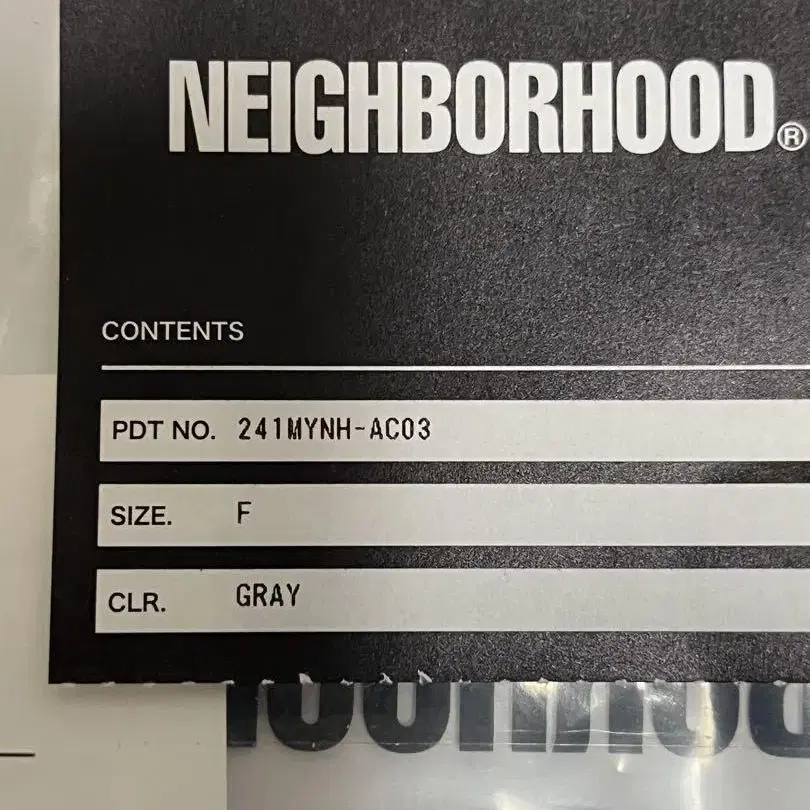 NEIGHBORHOOD®
CONTENTS
PDT NO. 241MYNH-AC03
SIZE. F
CLR. GRAY